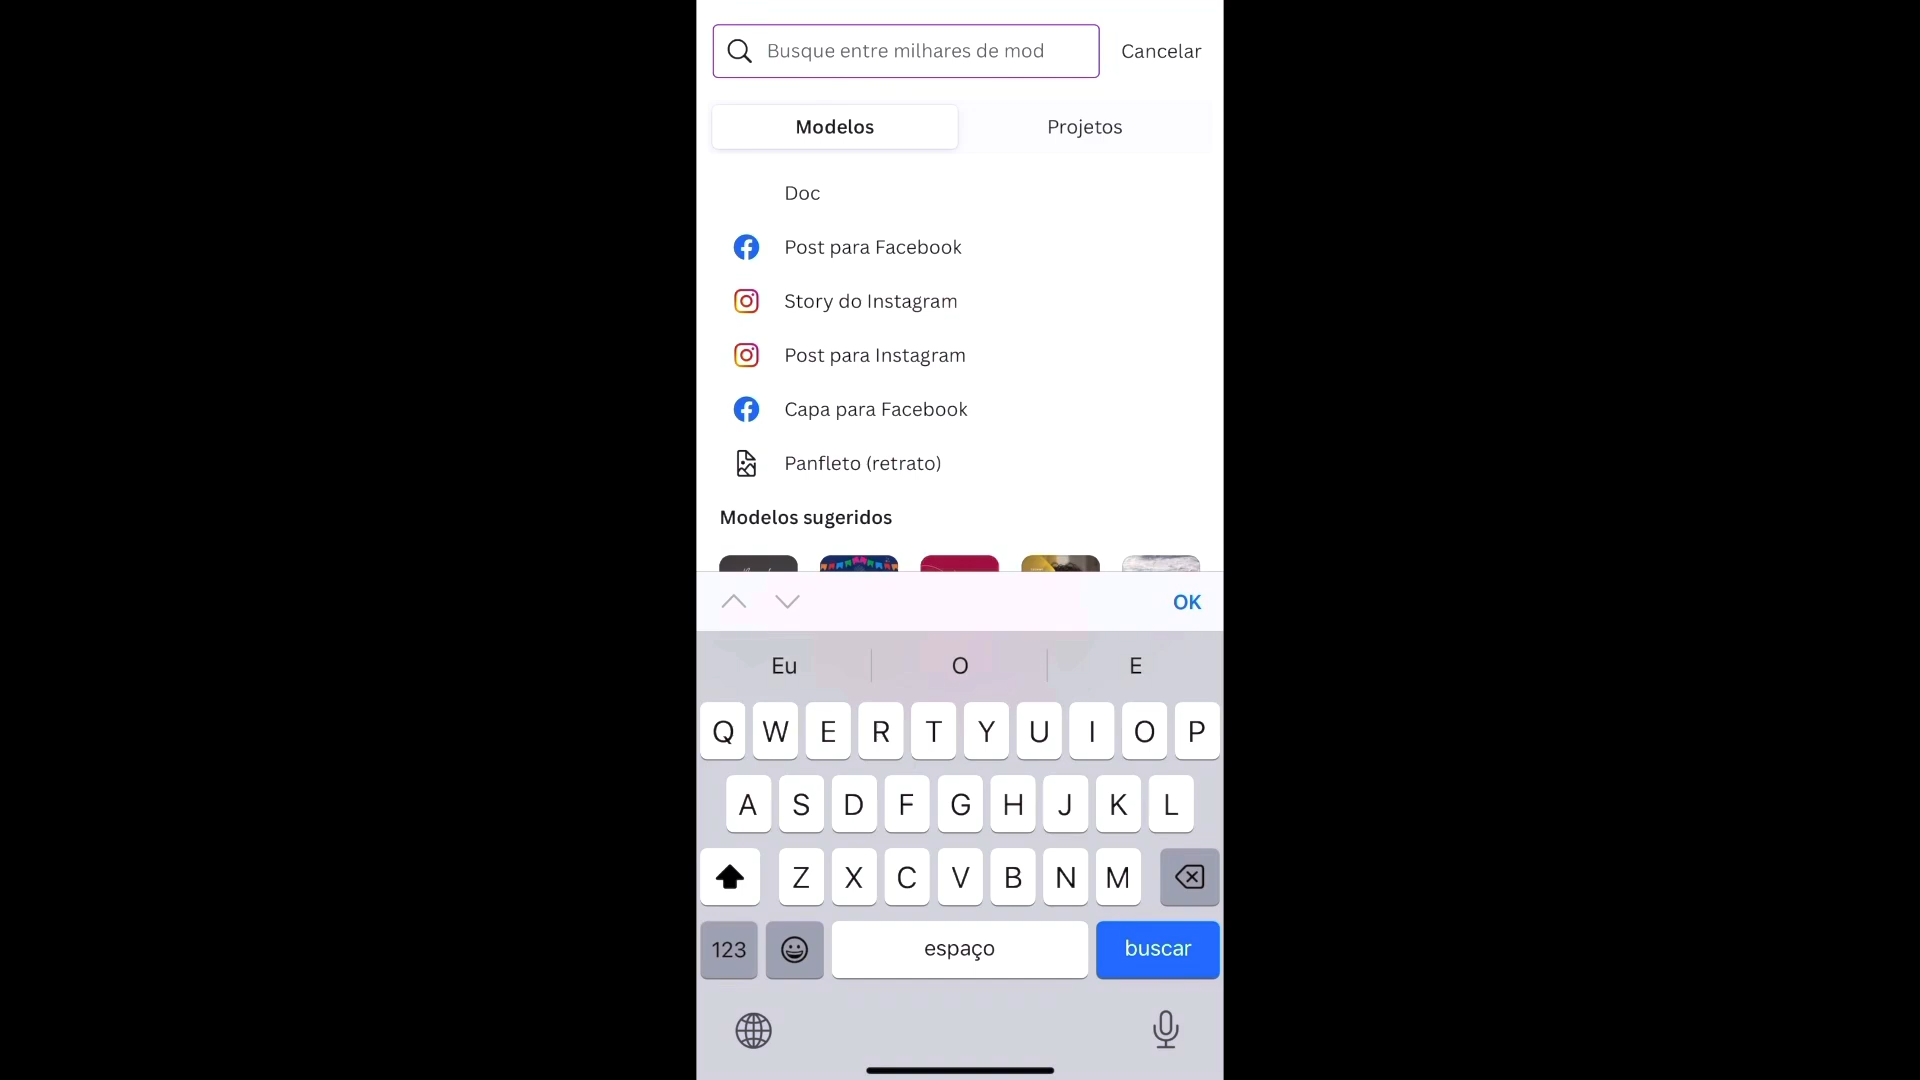 Busque entre milhares de mod
Cancelar
Modelos
Projetos
Doc
Post para Facebook
Story do Instagram
Post para Instagram
Capa para Facebook
Panfleto (retrato)
Modelos sugeridos
OK
Eu O E
Q W E R T Y U I O P
A S D F G H J K L
Z X C V B N M
123 espaço buscar